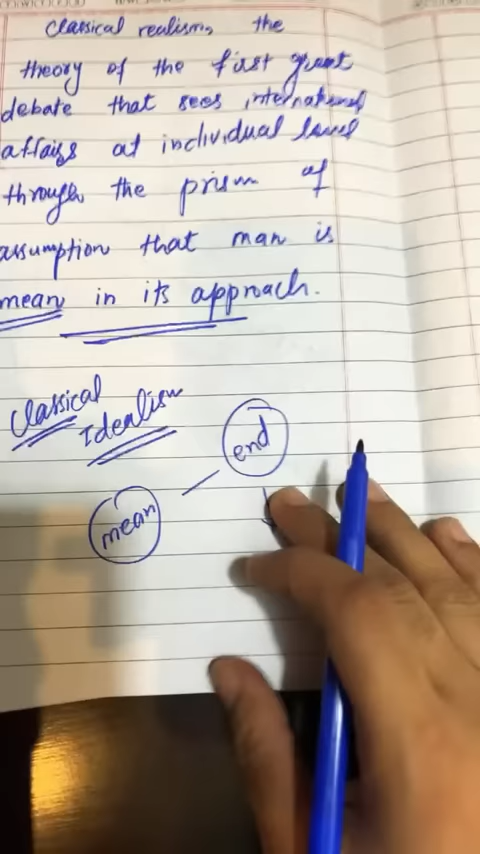 Classical realism, the
theory of the first great
debate that sees international
affairs at individual level
through the prism of
assumption that man is
mean in its approach.
Classical
Idealism
end
mean